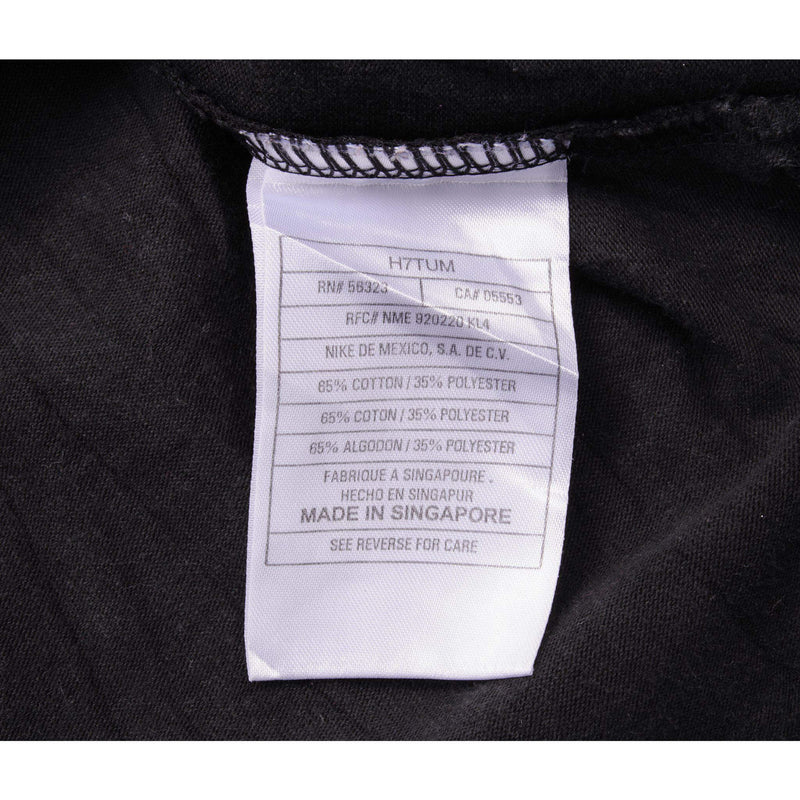 H7TUM
RN# 56323 CA# 05553
RFC# NME 920220 KL4
NIKE DE MEXICO, S.A. DE C.V.
65% COTTON / 35% POLYESTER
65% COTON / 35% POLYESTER
65% ALGODON / 35% POLYESTER
FABRIQUE A SINGAPOURE .
HECHO EN SINGAPUR
MADE IN SINGAPORE
SEE REVERSE FOR CARE